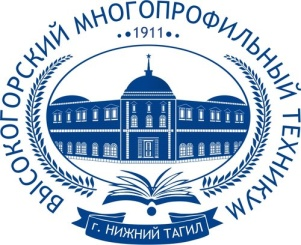 ВЫСОКОГОРСКИЙ МНОГОПРОФИЛЬНЫЙ ТЕХНИКУМ
•• 1911 ••
г. НИЖНИЙ ТАГИЛ